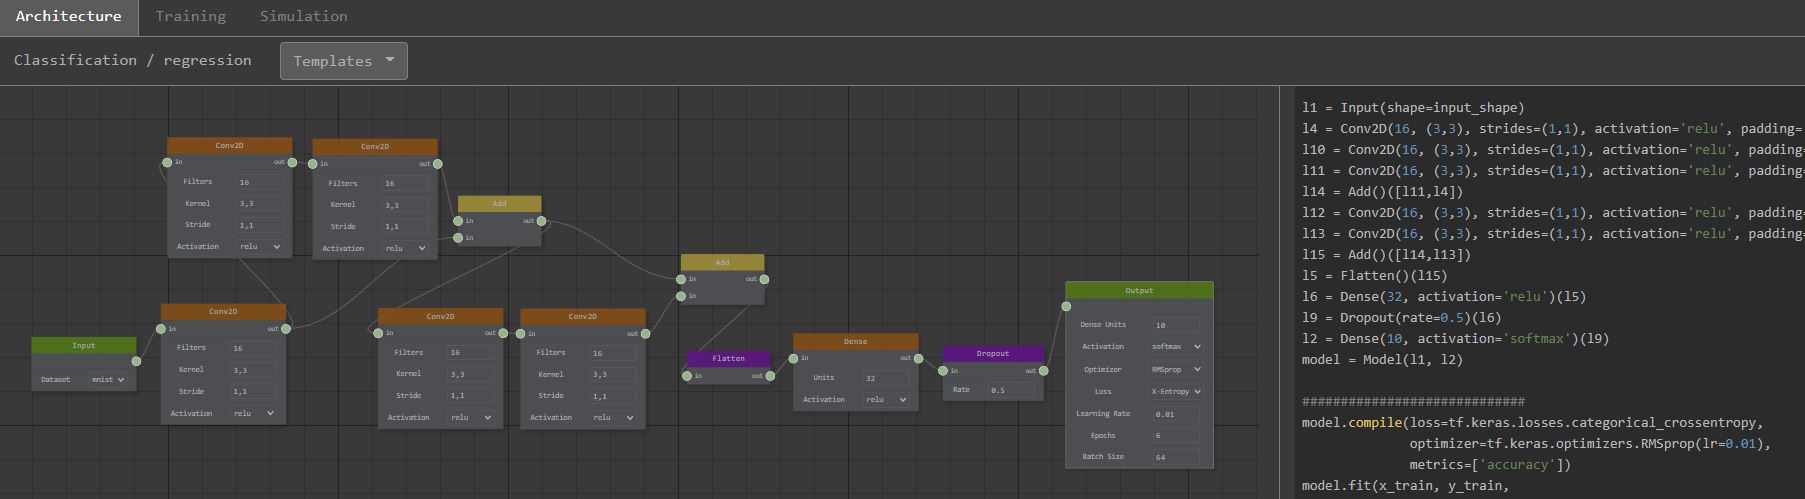 Architecture
Training
Simulation
Classification / regression
Templates
Conv2D
in
out
Filters
16
Kernel
3,3
Stride
1,1
Activation
relu
Conv2D
in
out
Filters
16
Kernel
3,3
Stride
1,1
Activation
relu
Add
in
out
in
Add
in
out
in
Input
Dataset
mnist
Conv2D
in
out
Filters
16
Kernel
3,3
Stride
1,1
Activation
relu
Conv2D
in
out
Filters
16
Kernel
3,3
Stride
1,1
Activation
relu
Conv2D
in
out
Filters
16
Kernel
3,3
Stride
1,1
Activation
relu
Flatten
in
out
Dense
in
out
Units
32
Activation
relu
Dropout
in
out
Rate
0.5
Output
Dense Units
10
Activation
softmax
Optimizer
RMSprop
Loss
X-Entropy
Learning Rate
0.01
Epochs
6
Batch Size
64
l1 = Input(shape=input_shape)
l4 = Conv2D(16, (3,3), strides=(1,1), activation='relu', padding=
l10 = Conv2D(16, (3,3), strides=(1,1), activation='relu', padding=
l11 = Conv2D(16, (3,3), strides=(1,1), activation='relu', padding=
l14 = Add()([l11,l4])
l12 = Conv2D(16, (3,3), strides=(1,1), activation='relu', padding=
l13 = Conv2D(16, (3,3), strides=(1,1), activation='relu', padding=
l15 = Add()([l14,l13])
l5 = Flatten()(l15)
l6 = Dense(32, activation='relu')(l5)
l9 = Dropout(rate=0.5)(l6)
l2 = Dense(10, activation='softmax')(l9)
model = Model(l1, l2)
#############################
model.compile(loss=tf.keras.losses.categorical_crossentropy,
optimizer=tf.keras.optimizers.RMSprop(lr=0.01),
metrics=['accuracy'])
model.fit(x_train, y_train,